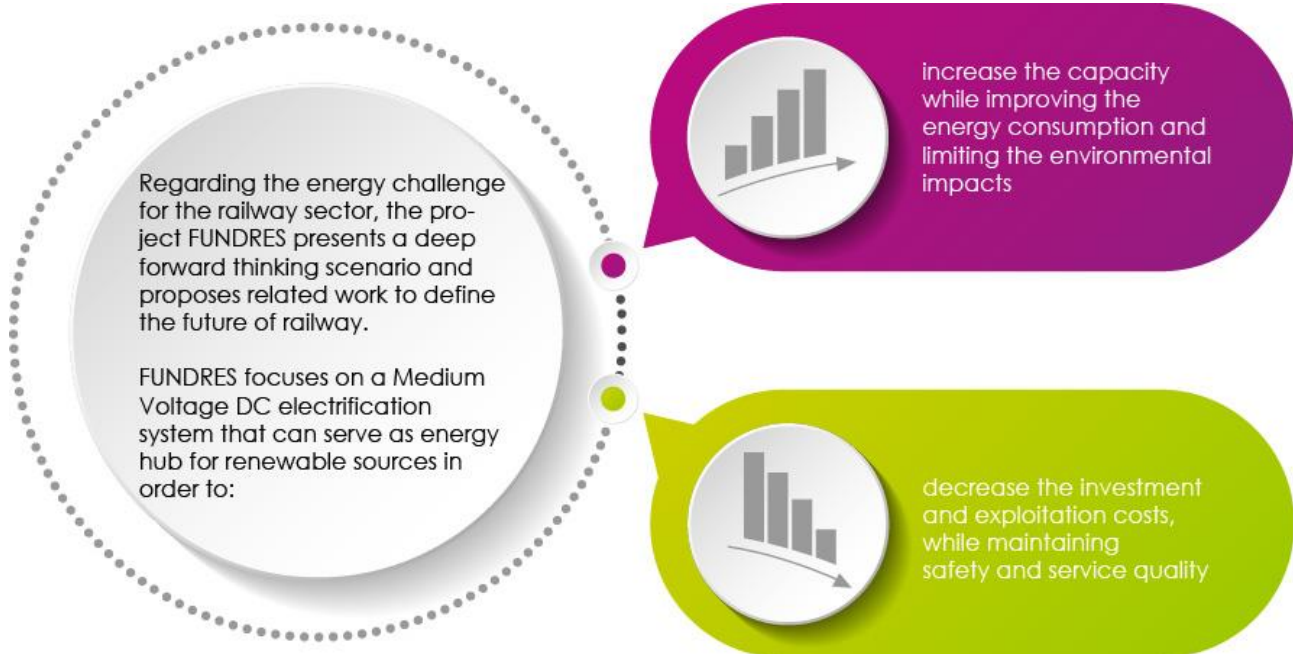 Regarding the energy challenge
for the railway sector, the pro-
ject FUNDRES presents a deep
forward thinking scenario and
proposes related work to define
the future of railway.
FUNDRES focuses on a Medium
Voltage DC electrification
system that can serve as energy
hub for renewable sources in
order to:
increase the capacity
while improving the
energy consumption and
limiting the environmental
impacts
decrease the investment
and exploitation costs,
while maintaining
safety and service quality